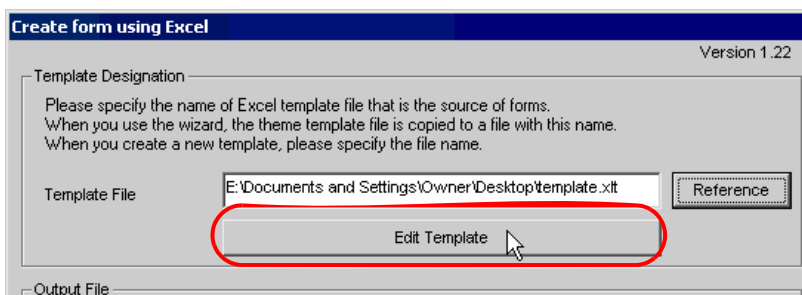 Create form using Excel
Version 1.22
Template Designation
Please specify the name of Excel template file that is the source of forms.
When you use the wizard, the theme template file is copied to a file with this name.
When you create a new template, please specify the file name.
Template File
E:\Documents and Settings\Owner\Desktop\template.xlt
Reference
Edit Template
Output File